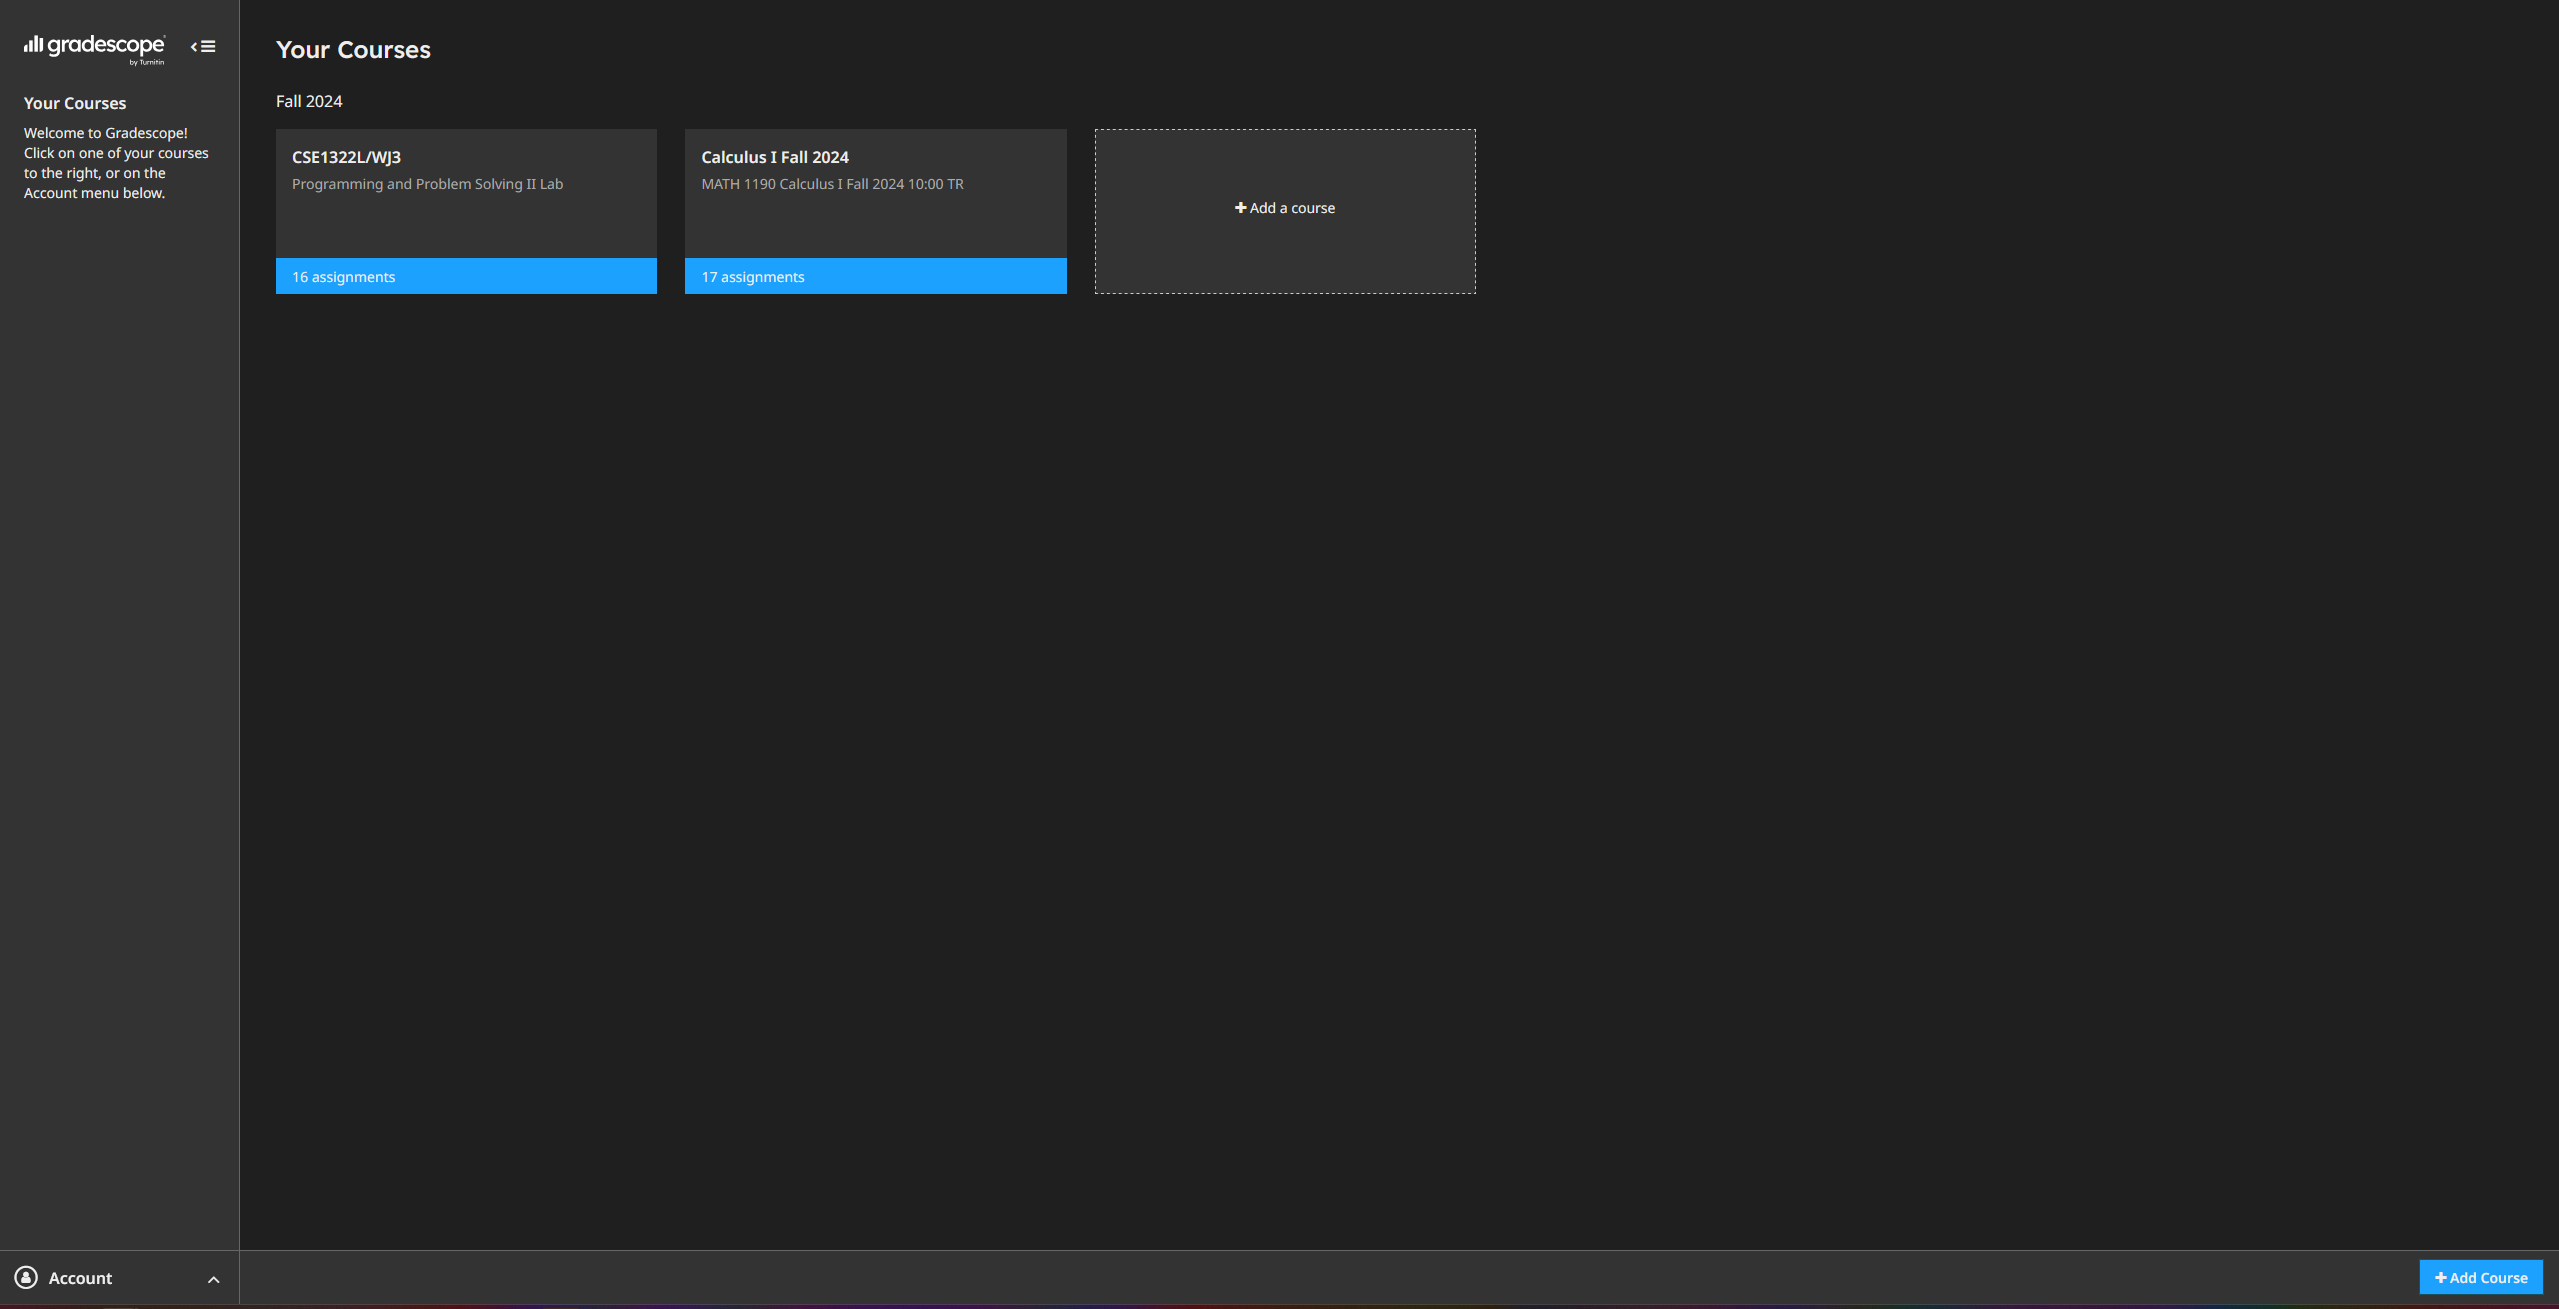 gradescope
by Turnitin
Your Courses
Welcome to Gradescope!
Click on one of your courses
to the right, or on the
Account menu below.
Your Courses
Fall 2024
CSE1322L/WJ3
Programming and Problem Solving II Lab
16 assignments
Calculus I Fall 2024
MATH 1190 Calculus I Fall 2024 10:00 TR
17 assignments
Add a course
Account
Add Course